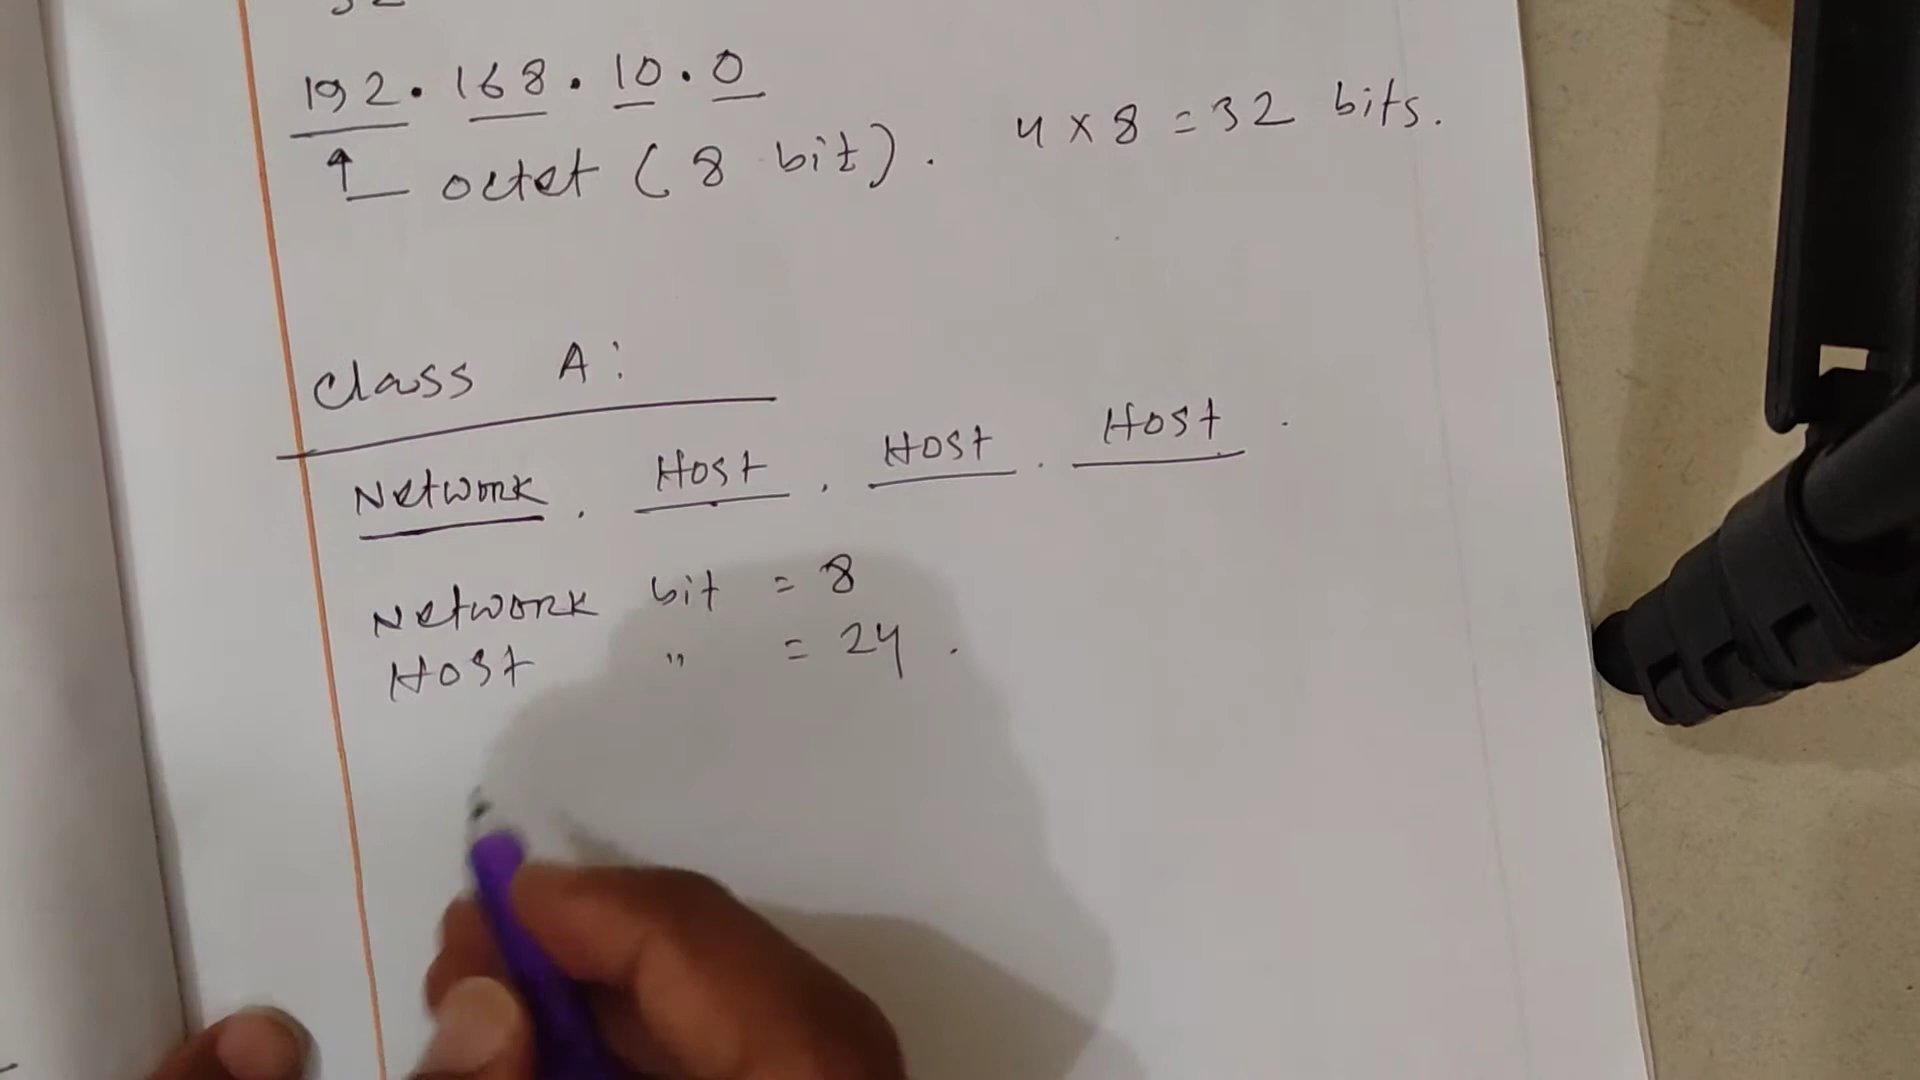 192.168.10.0
octet (8 bit). 4 x 8 = 32 bits.
Class A:
Network. Host. Host. Host.
Network bit = 8
Host " = 24.